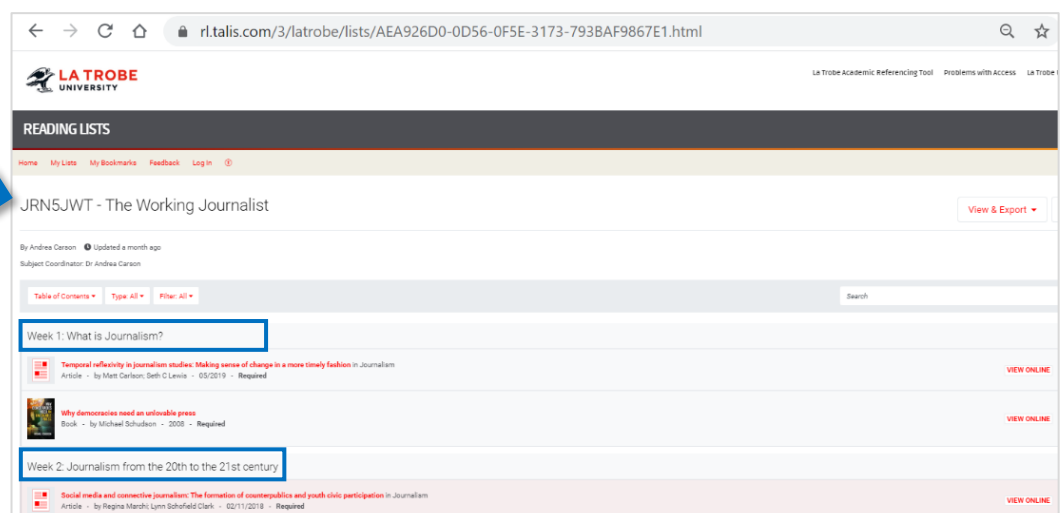 rl.talis.com/3/latrobe/lists/AEA926D0-0D56-0F5E-3173-793BAF9867E1.html
LA TROBE
UNIVERSITY
La Trobe Academic Referencing Tool Problems with Access La Trobe
READING LISTS
Home My Lists My Bookmarks Feedback Log In
JRN5JWT - The Working Journalist
View & Export
By Andrea Carson Updated a month ago
Subject Coordinator: Dr Andrea Carson
Table of Contents Type: All Filter: All
Search
Week 1: What is Journalism?
Temporal reflexivity in journalism studies: Making sense of change in a more timely fashion in Journalism
Article - by Matt Carlson; Seth C Lewis - 05/2019 - Required
VIEW ONLINE
Why democracies need an unlovable press
Book - by Michael Schudson - 2008 - Required
VIEW ONLINE
Week 2: Journalism from the 20th to the 21st century
Social media and connective journalism: The formation of counterpublics and youth civic participation in Journalism
Article - by Regina Marchi; Lynn Schofield Clark - 02/11/2018 - Required
VIEW ONLINE